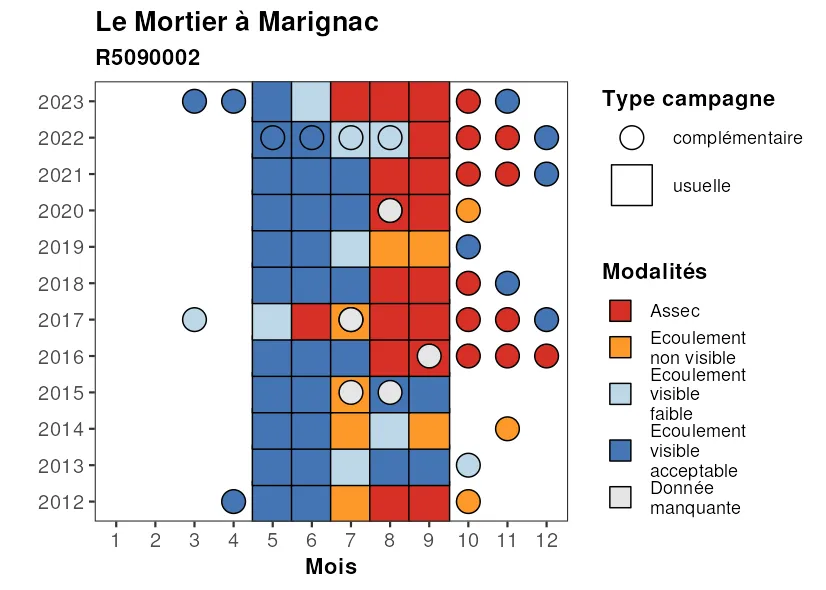 Le Mortier à Marignac
R5090002
2023
2022
2021
2020
2019
2018
2017
2016
2015
2014
2013
2012
1 2 3 4 5 6 7 8 9 10 11 12
Mois
Type campagne
complémentaire
usuelle
Modalités
Assec
Ecoulement
non visible
Ecoulement
visible
faible
Ecoulement
visible
acceptable
Donnée
manquante